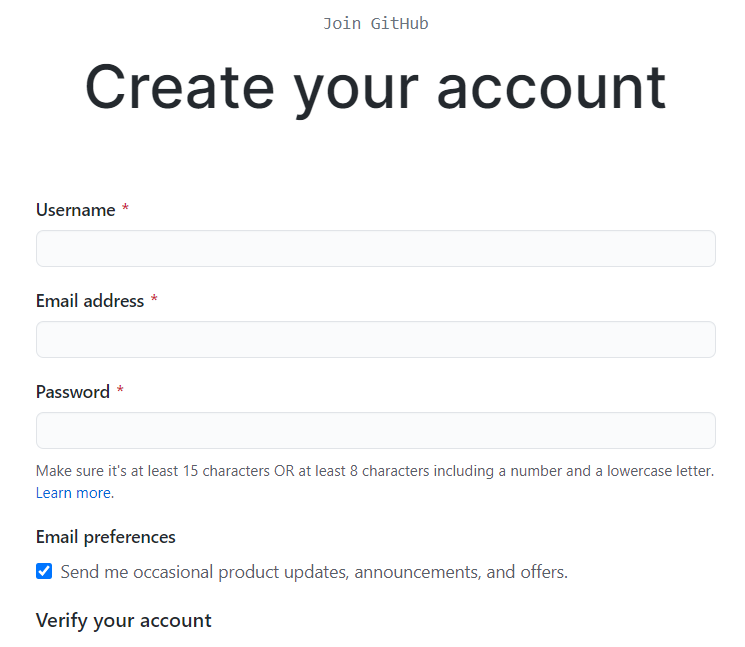 Join GitHub
Create your account
Username *
Email address *
Password *
Make sure it's at least 15 characters OR at least 8 characters including a number and a lowercase letter.
Learn more.
Email preferences
Send me occasional product updates, announcements, and offers.
Verify your account